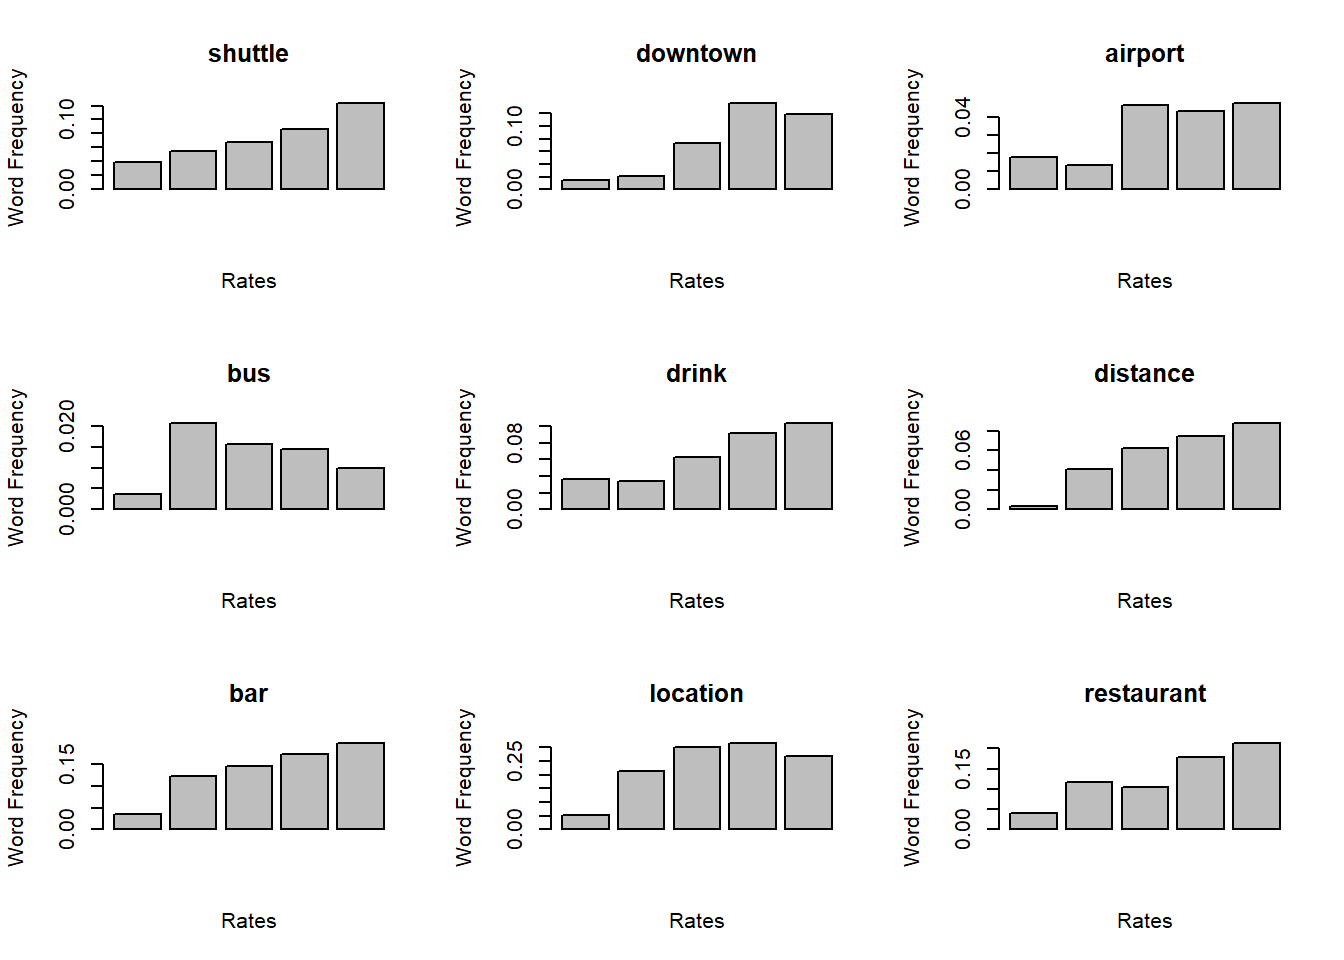 shuttle
Word Frequency
0.10
0.00
Rates
downtown
Word Frequency
0.10
0.00
Rates
airport
Word Frequency
0.04
0.00
Rates
bus
Word Frequency
0.020
0.000
Rates
drink
Word Frequency
0.08
0.00
Rates
distance
Word Frequency
0.06
0.00
Rates
bar
Word Frequency
0.15
0.00
Rates
location
Word Frequency
0.25
0.00
Rates
restaurant
Word Frequency
0.15
0.00
Rates